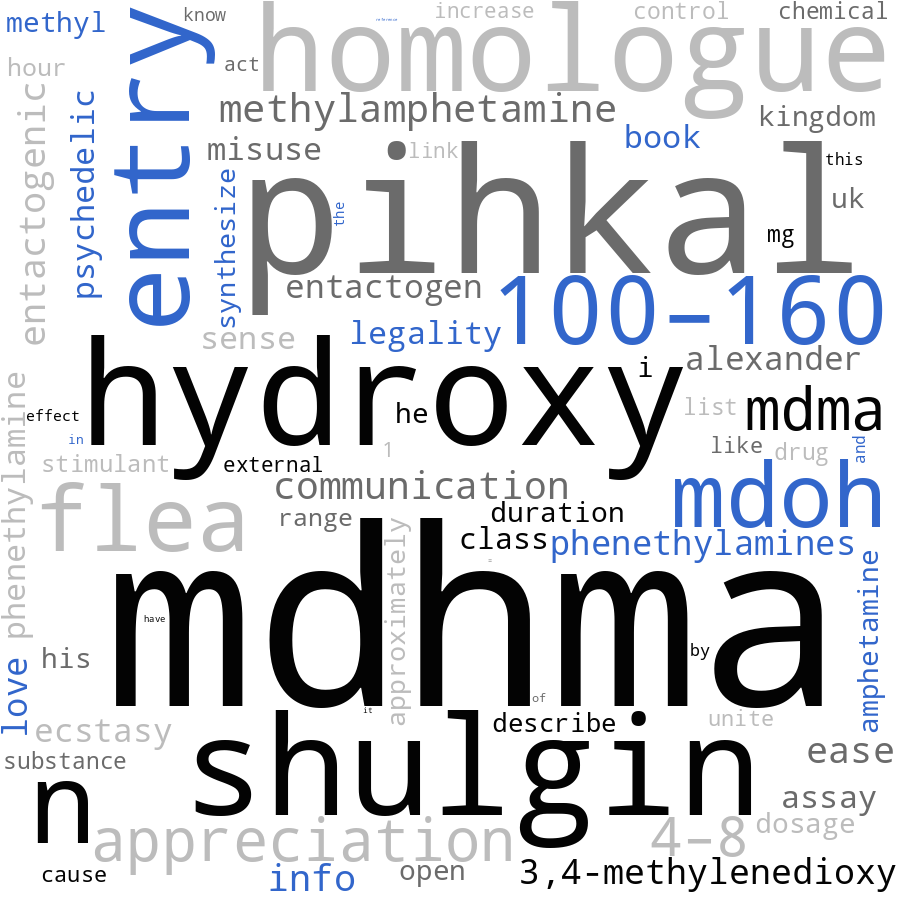 methyl
know
reference
increase
control
chemical
hour
act
homologue
entry
psychedelic
entactogenic
methylamphetamine
kingdom
misuse
link
book
this
pihkal
synthesize
the
uk
mg
entactogen
100-160
sense
legality
i
alexander
hydroxy
he
list
mdma
effect
in
1
like
drug
and
stimulant
external
phenethylamine
communication
mdoh
flea
range
duration
class
phenethylamines
approximately
mdhma
have
amphetamine
his
by
love
of
it
ecstasy
describe
unite
substance
shulgin
ease
n
assay
appreciation
4-8
dosage
cause
info
open
3,4-methylenedioxy